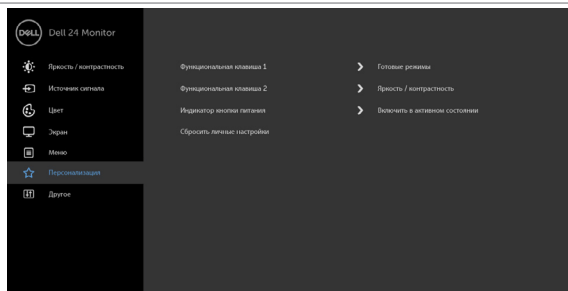 DELL Dell 24 Monitor
Яркость / контрастность
Источник сигнала
Цвет
Экран
Меню
Персонализация
Другое
Функциональная клавиша 1 Готовые режимы
Функциональная клавиша 2 Яркость / контрастность
Индикатор кнопки питания Включить в активном состоянии
Сбросить личные настройки